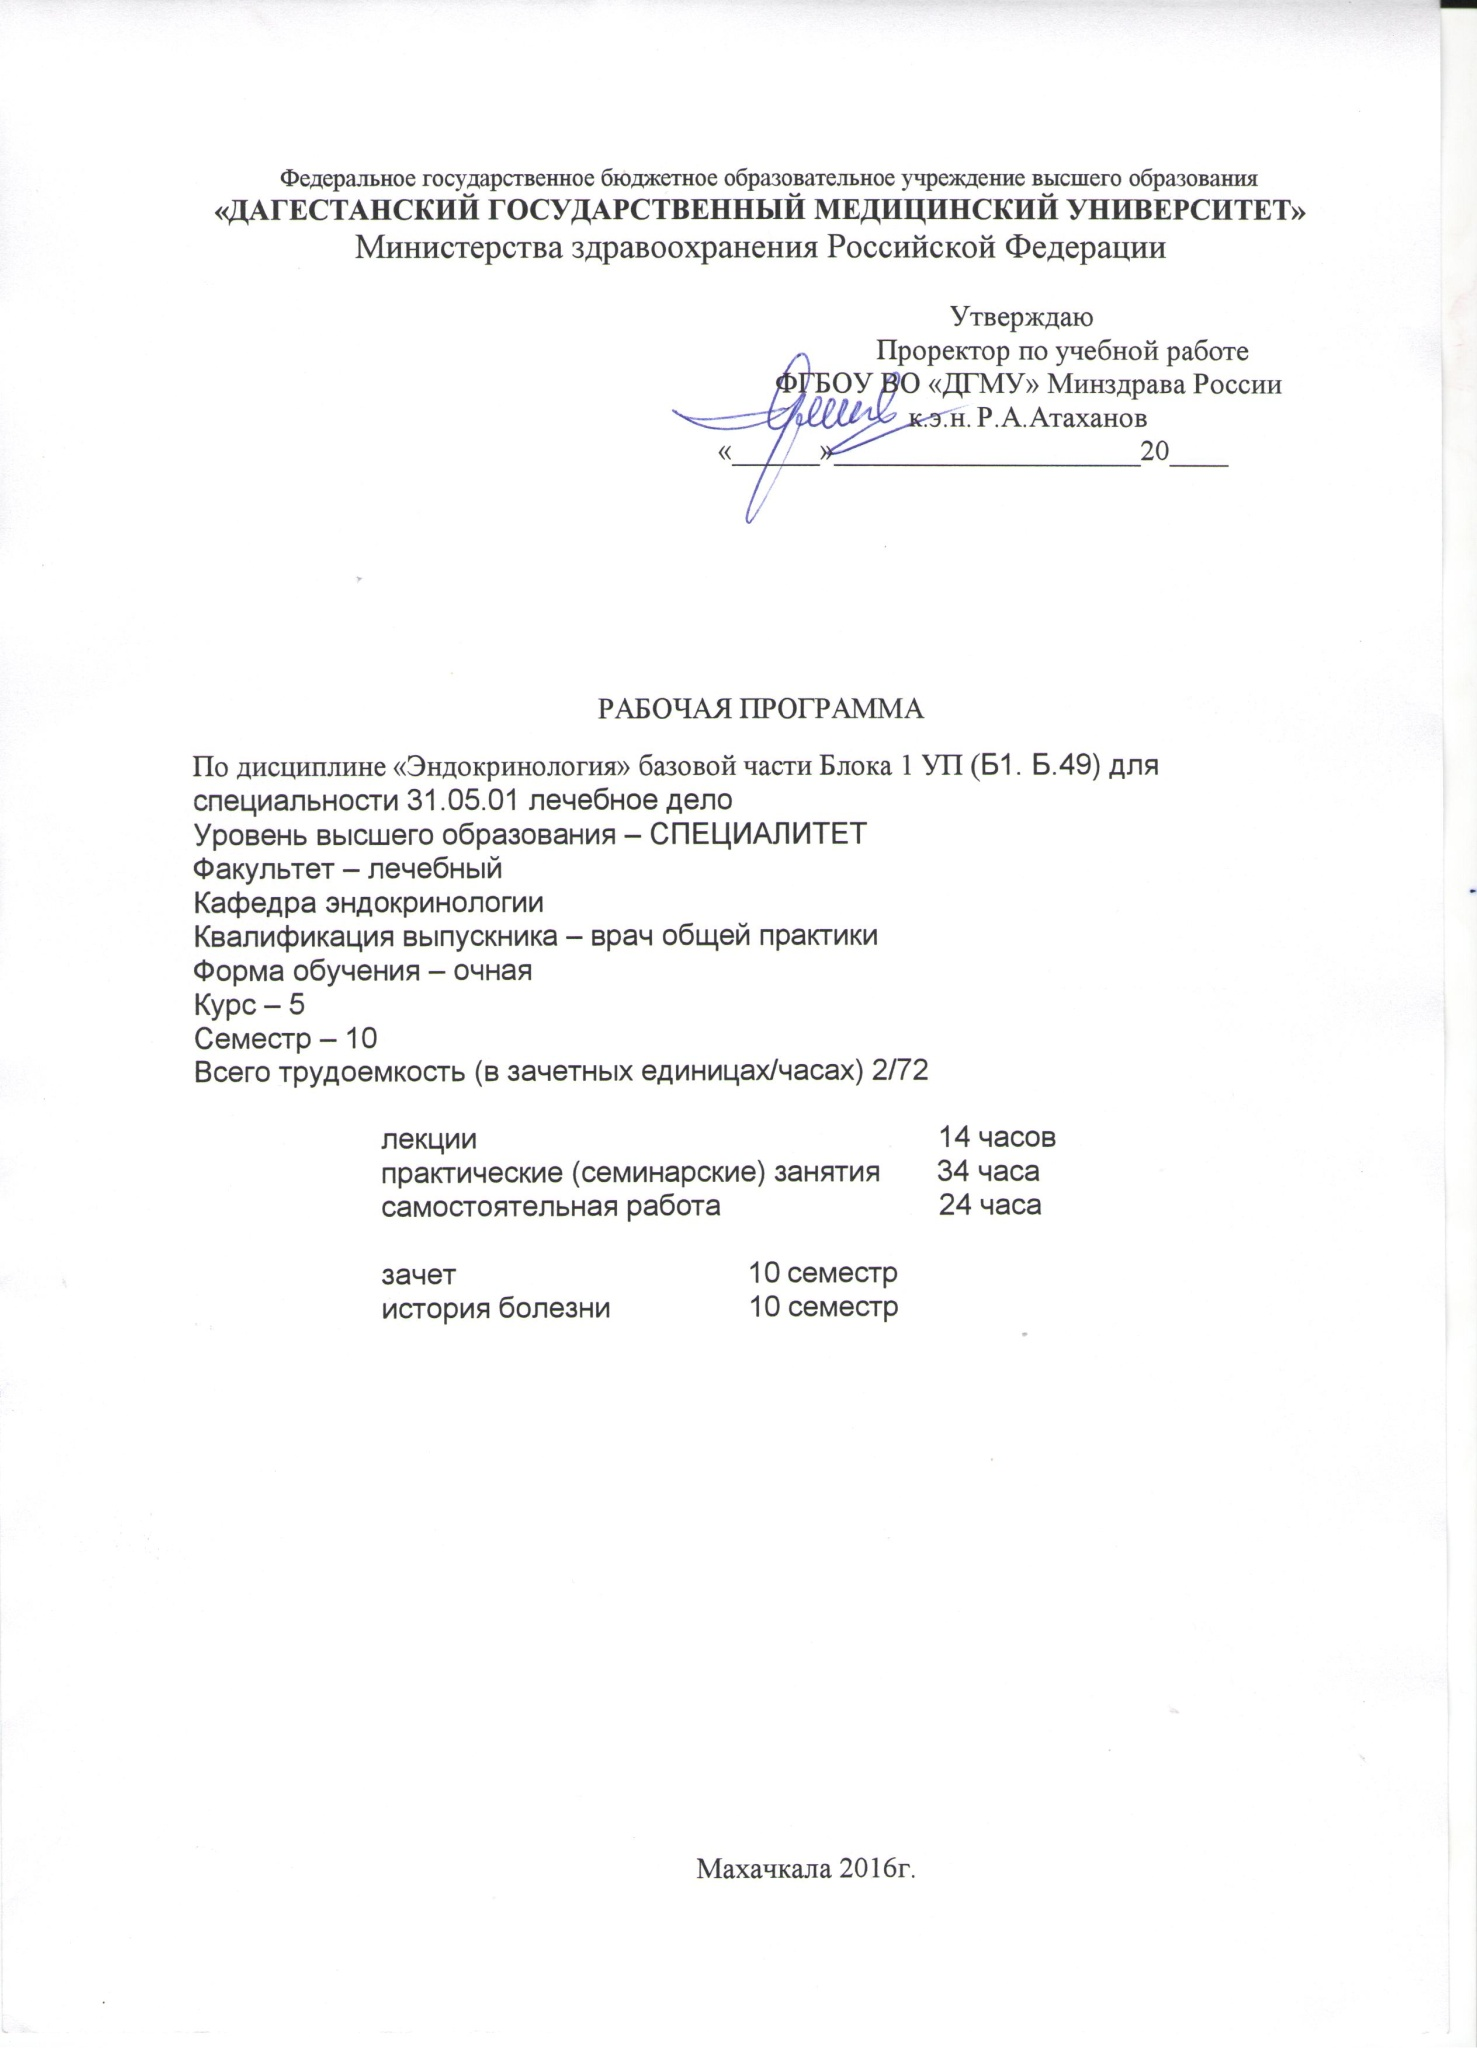 Федеральное государственное бюджетное образовательное учреждение высшего образования
«ДАГЕСТАНСКИЙ ГОСУДАРСТВЕННЫЙ МЕДИЦИНСКИЙ УНИВЕРСИТЕТ»
Министерства здравоохранения Российской Федерации
Утверждаю
Проректор по учебной работе
ФГБОУ ВО «ДГМУ» Минздрава России
к.э.н. Р.А.Атаханов
«______»_____________________20____
РАБОЧАЯ ПРОГРАММА
По дисциплине «Эндокринология» базовой части Блока 1 УП (Б1. Б.49) для
специальности 31.05.01 лечебное дело
Уровень высшего образования – СПЕЦИАЛИТЕТ
Факультет – лечебный
Кафедра эндокринологии
Квалификация выпускника – врач общей практики
Форма обучения – очная
Курс – 5
Семестр – 10
Всего трудоемкость (в зачетных единицах/часах) 2/72
лекции 14 часов
практические (семинарские) занятия 34 часа
самостоятельная работа 24 часа
зачет 10 семестр
история болезни 10 семестр
Махачкала 2016г.